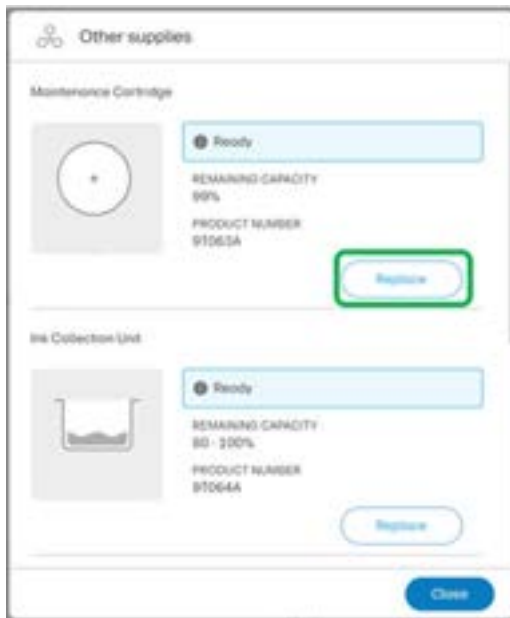 Other supplies
Maintenance Cartridge
Ready
REMAINING CAPACITY
99%
PRODUCT NUMBER
9T063A
Replace
Ink Collection Unit
Ready
REMAINING CAPACITY
80 - 100%
PRODUCT NUMBER
9T064A
Replace
Close